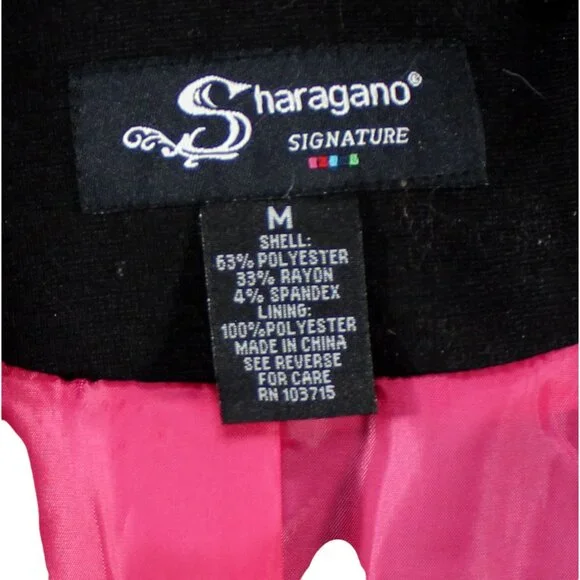 Sharagano®
SIGNATURE
M
SHELL:
63% POLYESTER
33% RAYON
4% SPANDEX
LINING:
100%POLYESTER
MADE IN CHINA
SEE REVERSE
FOR CARE
RN 103715